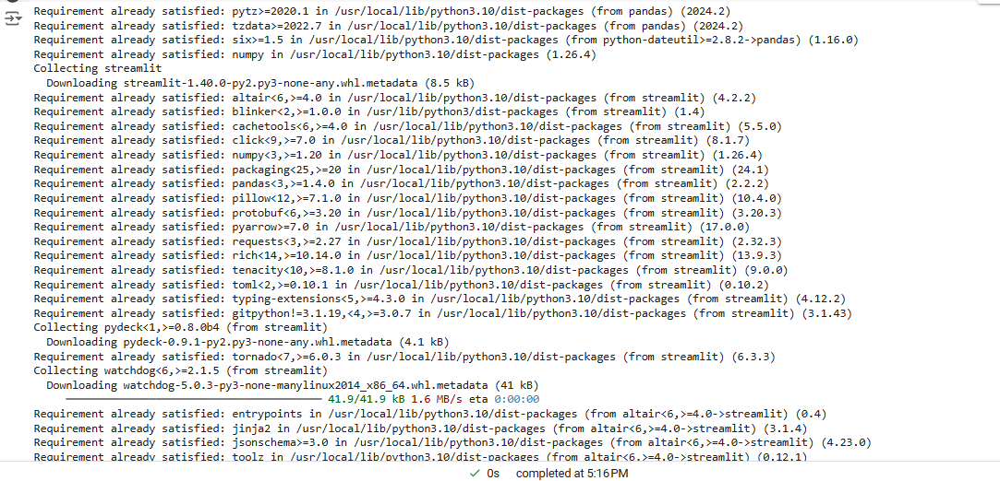 Requirement already satisfied: pytz>=2020.1 in /usr/local/lib/python3.10/dist-packages (from pandas) (2024.2)
Requirement already satisfied: tzdata>=2022.7 in /usr/local/lib/python3.10/dist-packages (from pandas) (2024.2)
Requirement already satisfied: six>=1.5 in /usr/local/lib/python3.10/dist-packages (from python-dateutil>=2.8.2->pandas) (1.16.0)
Requirement already satisfied: numpy in /usr/local/lib/python3.10/dist-packages (1.26.4)
Collecting streamlit
  Downloading streamlit-1.40.0-py2.py3-none-any.whl.metadata (8.5 kB)
Requirement already satisfied: altair<6,>=4.0 in /usr/local/lib/python3.10/dist-packages (from streamlit) (4.2.2)
Requirement already satisfied: blinker<2,>=1.0.0 in /usr/lib/python3/dist-packages (from streamlit) (1.4)
Requirement already satisfied: cachetools<6,>=4.0 in /usr/local/lib/python3.10/dist-packages (from streamlit) (5.5.0)
Requirement already satisfied: click<9,>=7.0 in /usr/local/lib/python3.10/dist-packages (from streamlit) (8.1.7)
Requirement already satisfied: numpy<3,>=1.20 in /usr/local/lib/python3.10/dist-packages (from streamlit) (1.26.4)
Requirement already satisfied: packaging<25,>=20 in /usr/local/lib/python3.10/dist-packages (from streamlit) (24.1)
Requirement already satisfied: pandas<3,>=1.4.0 in /usr/local/lib/python3.10/dist-packages (from streamlit) (2.2.2)
Requirement already satisfied: pillow<12,>=7.1.0 in /usr/local/lib/python3.10/dist-packages (from streamlit) (10.4.0)
Requirement already satisfied: protobuf<6,>=3.20 in /usr/local/lib/python3.10/dist-packages (from streamlit) (3.20.3)
Requirement already satisfied: pyarrow>=7.0 in /usr/local/lib/python3.10/dist-packages (from streamlit) (17.0.0)
Requirement already satisfied: requests<3,>=2.27 in /usr/local/lib/python3.10/dist-packages (from streamlit) (2.32.3)
Requirement already satisfied: rich<14,>=10.14.0 in /usr/local/lib/python3.10/dist-packages (from streamlit) (13.9.3)
Requirement already satisfied: tenacity<10,>=8.1.0 in /usr/local/lib/python3.10/dist-packages (from streamlit) (9.0.0)
Requirement already satisfied: toml<2,>=0.10.1 in /usr/local/lib/python3.10/dist-packages (from streamlit) (0.10.2)
Requirement already satisfied: typing-extensions<5,>=4.3.0 in /usr/local/lib/python3.10/dist-packages (from streamlit) (4.12.2)
Requirement already satisfied: gitpython!=3.1.19,<4,>=3.0.7 in /usr/local/lib/python3.10/dist-packages (from streamlit) (3.1.43)
Collecting pydeck<1,>=0.8.0b4 (from streamlit)
  Downloading pydeck-0.9.1-py2.py3-none-any.whl.metadata (4.1 kB)
Requirement already satisfied: tornado<7,>=6.0.3 in /usr/local/lib/python3.10/dist-packages (from streamlit) (6.3.3)
Collecting watchdog<6,>=2.1.5 (from streamlit)
  Downloading watchdog-5.0.3-py3-none-manylinux2014_x86_64.whl.metadata (41 kB)
41.9/41.9 kB 1.6 MB/s eta 0:00:00
Requirement already satisfied: entrypoints in /usr/local/lib/python3.10/dist-packages (from altair<6,>=4.0->streamlit) (0.4)
Requirement already satisfied: jinja2 in /usr/local/lib/python3.10/dist-packages (from altair<6,>=4.0->streamlit) (3.1.4)
Requirement already satisfied: jsonschema>=3.0 in /usr/local/lib/python3.10/dist-packages (from altair<6,>=4.0->streamlit) (4.23.0)
Requirement already satisfied: toolz in /usr/local/lib/python3.10/dist-packages (from altair<6,>=4.0->streamlit) (0.12.1)
0s completed at 5:16 PM